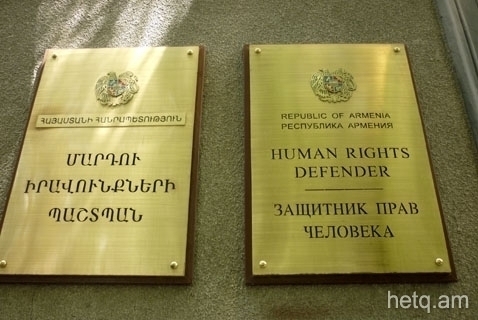 ՀԱՅԱՍՏԱՆԻ ՀԱՆՐԱՊԵՏՈՒԹՅՈՒՆ
ՄԱՐԴՈՒ
ԻՐԱՎՈՒՆՔՆԵՐԻ
ՊԱՇՏՊԱՆ
REPUBLIC OF ARMENIA
РЕСПУБЛИКА АРМЕНИЯ
HUMAN RIGHTS
DEFENDER
ЗАЩИТНИК ПРАВ
ЧЕЛОВЕКА
hetq.am